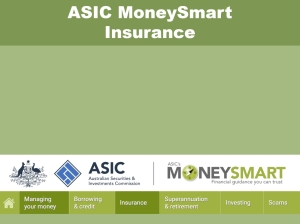 ASIC MoneySmart
Insurance
ASIC
Australian Securities &
Investments Commission
ASIC's
MONEYSMART
Financial guidance you can trust
Managing
your money
Borrowing
& credit
Insurance
Superannuation
& retirement
Investing
Scams